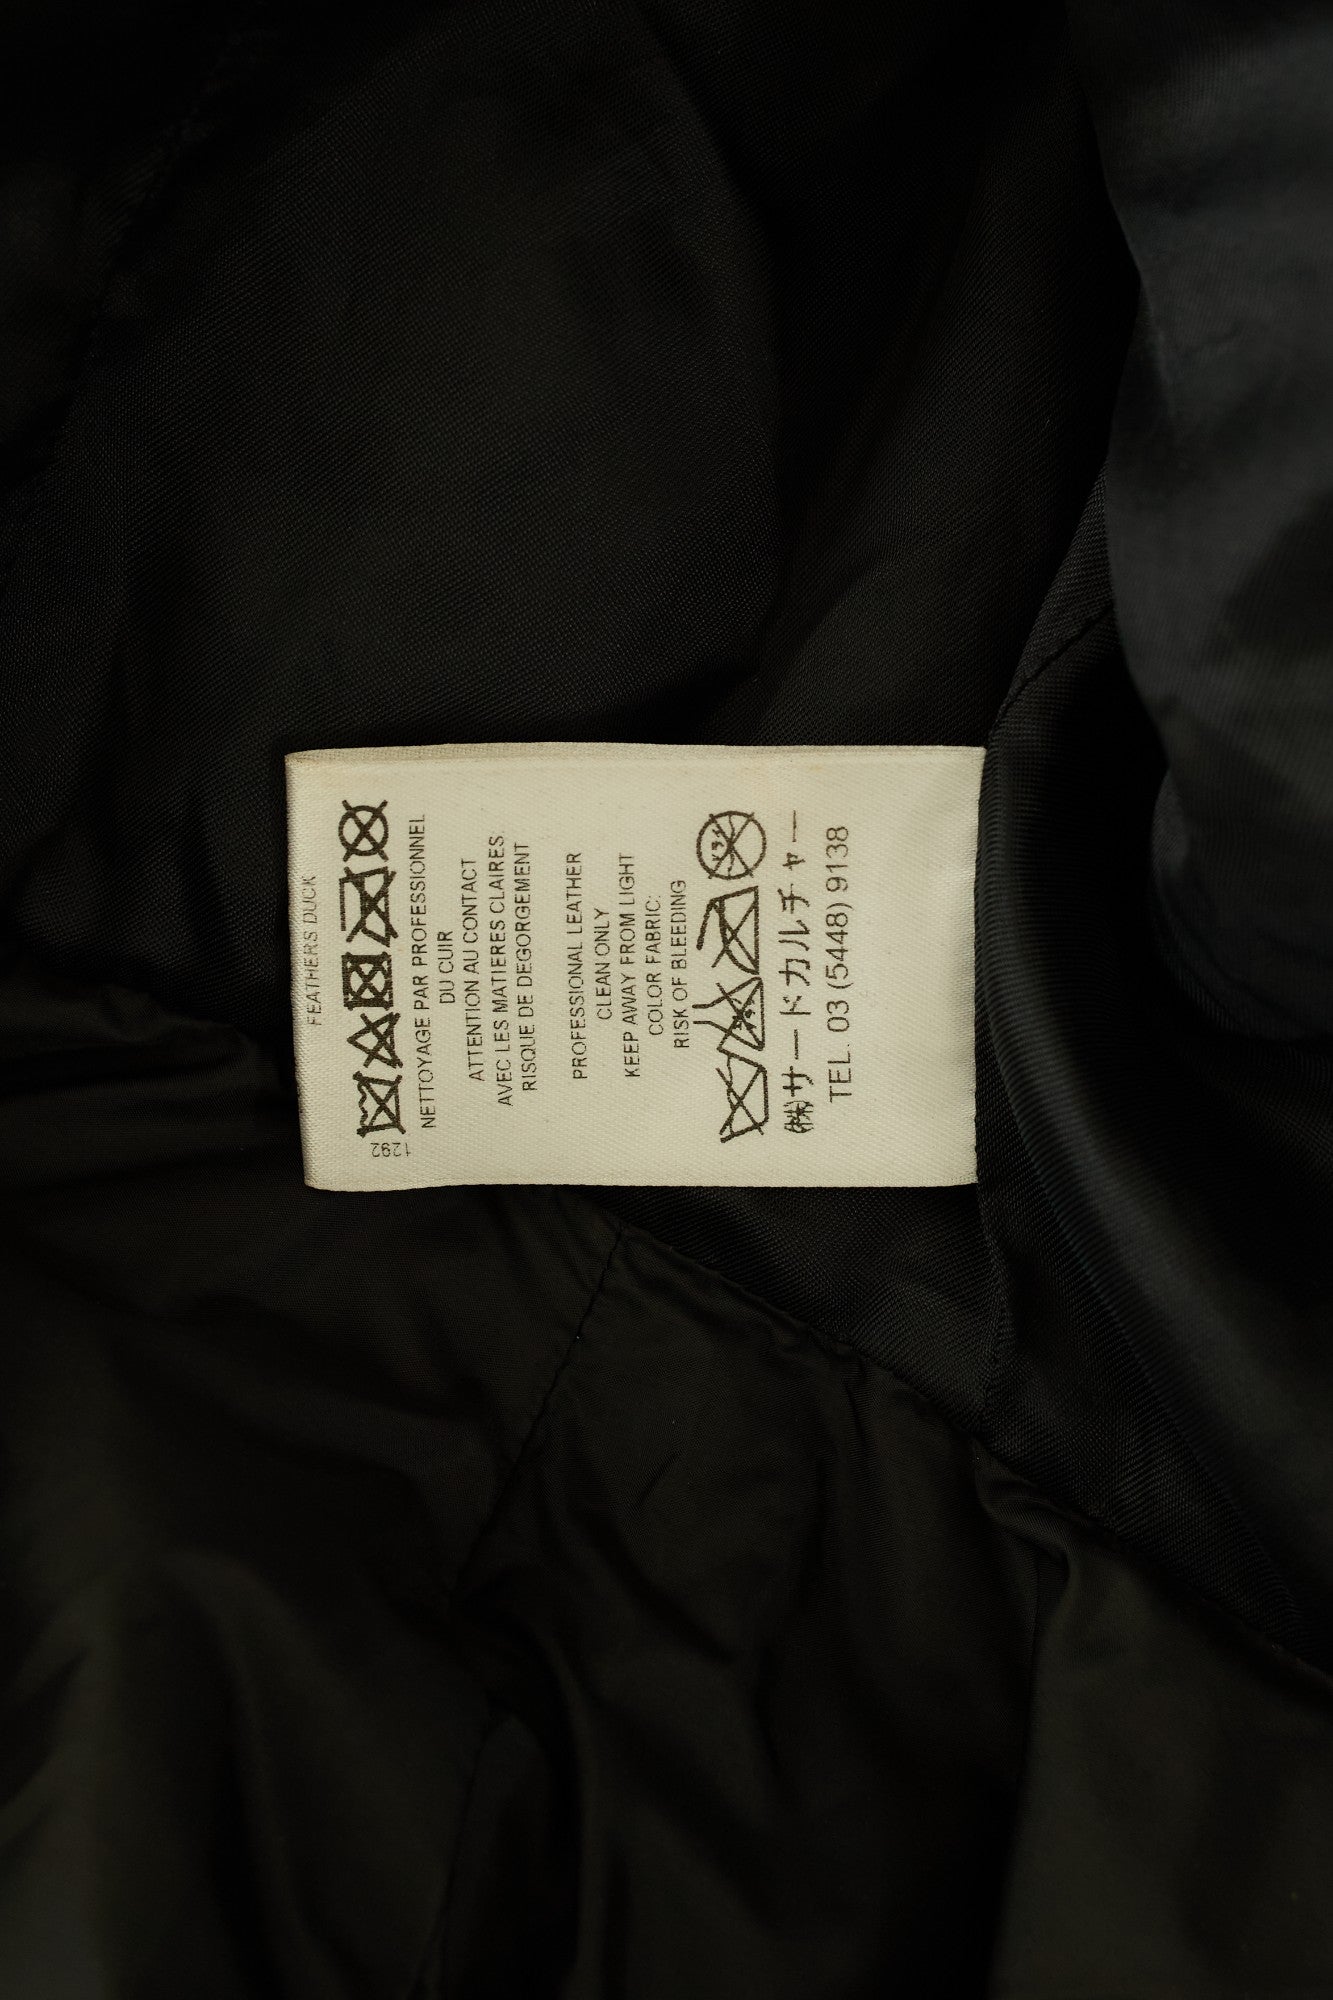 FEATHERS DUCK
1292
NETTOYAGE PAR PROFESSIONNEL
DU CUIR
ATTENTION AU CONTACT
AVEC LES MATIERES CLAIRES
RISQUE DE DEGORGEMENT
PROFESSIONAL LEATHER
CLEAN ONLY
KEEP AWAY FROM LIGHT
COLOR FABRIC:
RISK OF BLEEDING
(株)サードカルチャー
TEL. 03 (5448) 9138